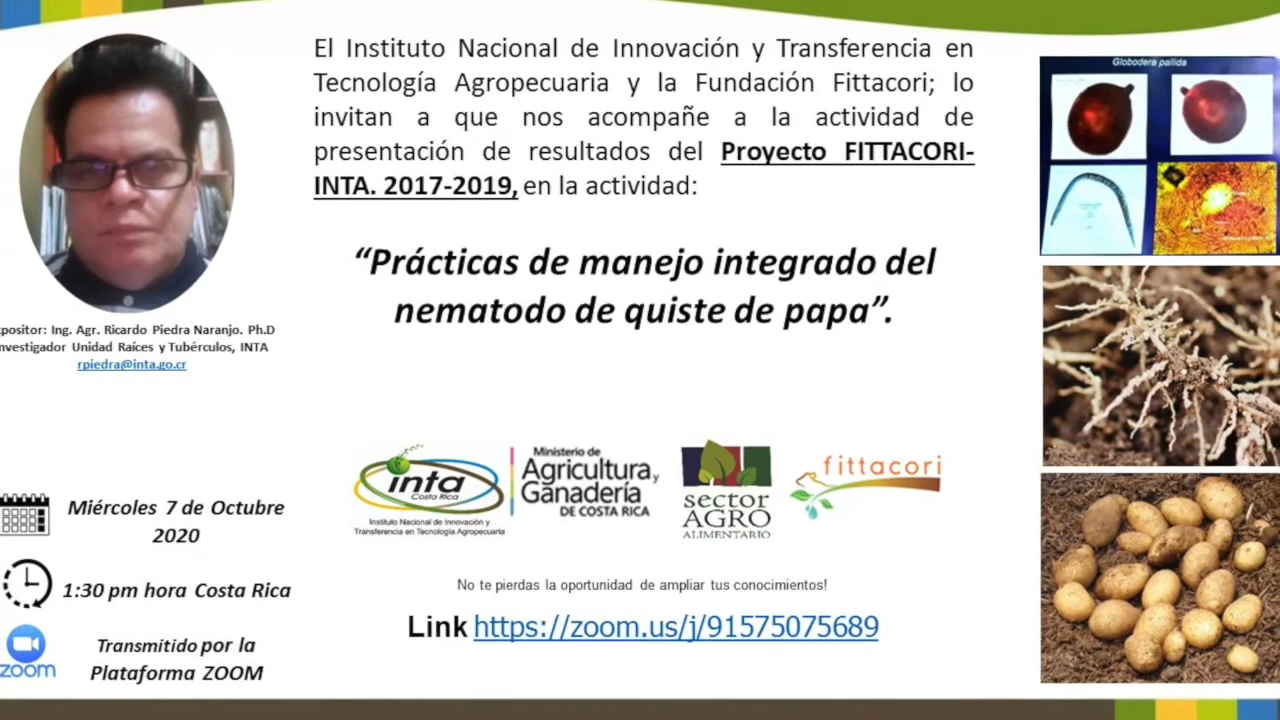 El Instituto Nacional de Innovación y Transferencia en
Tecnología Agropecuaria y la Fundación Fittacori; lo
invitan a que nos acompañe a la actividad de
presentación de resultados del Proyecto FITTACORI-
INTA. 2017-2019, en la actividad:
“Prácticas de manejo integrado del
nematodo de quiste de papa”.
Globodera pallida
xpositor: Ing. Agr. Ricardo Piedra Naranjo. Ph.D
nvestigador Unidad Raíces y Tubérculos, INTA
rpiedra@inta.go.cr
inta
Costa Rica
Instituto Nacional de Innovación y
Transferencia en Tecnología Agropecuaria
Ministerio de
Agricultura y
Ganadería
DE COSTA RICA
sector
AGRO
ALIMENTARIO
fittacori
Miércoles 7 de Octubre
2020
1:30 pm hora Costa Rica
Transmitido por la
Plataforma ZOOM
zoom
No te pierdas la oportunidad de ampliar tus conocimientos!
Link https://zoom.us/j/91575075689